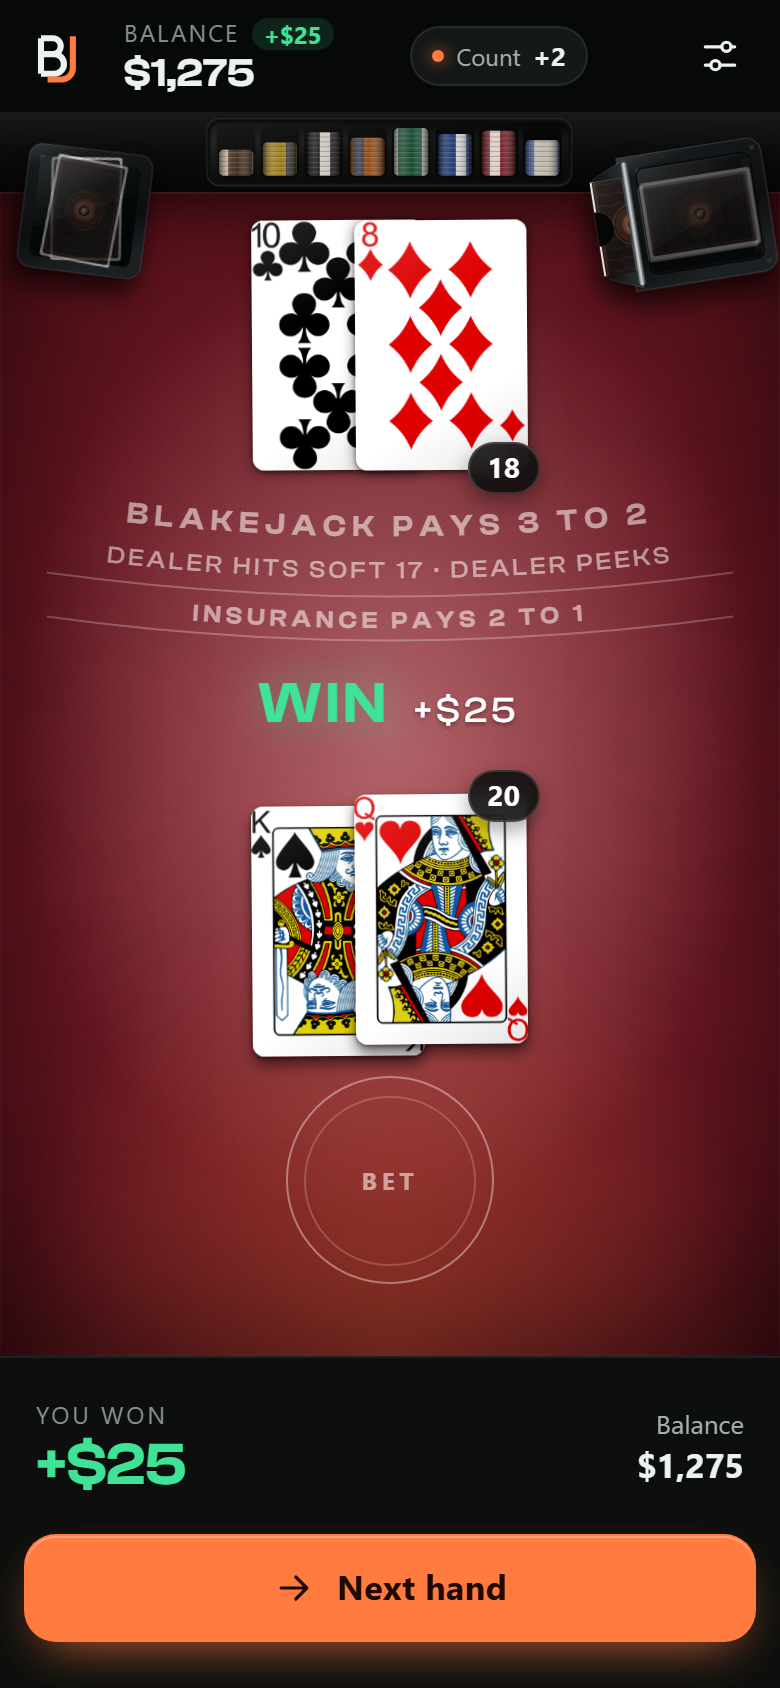 BJ
BALANCE +$25
$1,275
Count +2
10
8
18
BLAKEJACK PAYS 3 TO 2
DEALER HITS SOFT 17 · DEALER PEEKS
INSURANCE PAYS 2 TO 1
WIN +$25
20
K
Q
Q
BET
YOU WON
+$25
Balance
$1,275
→ Next hand